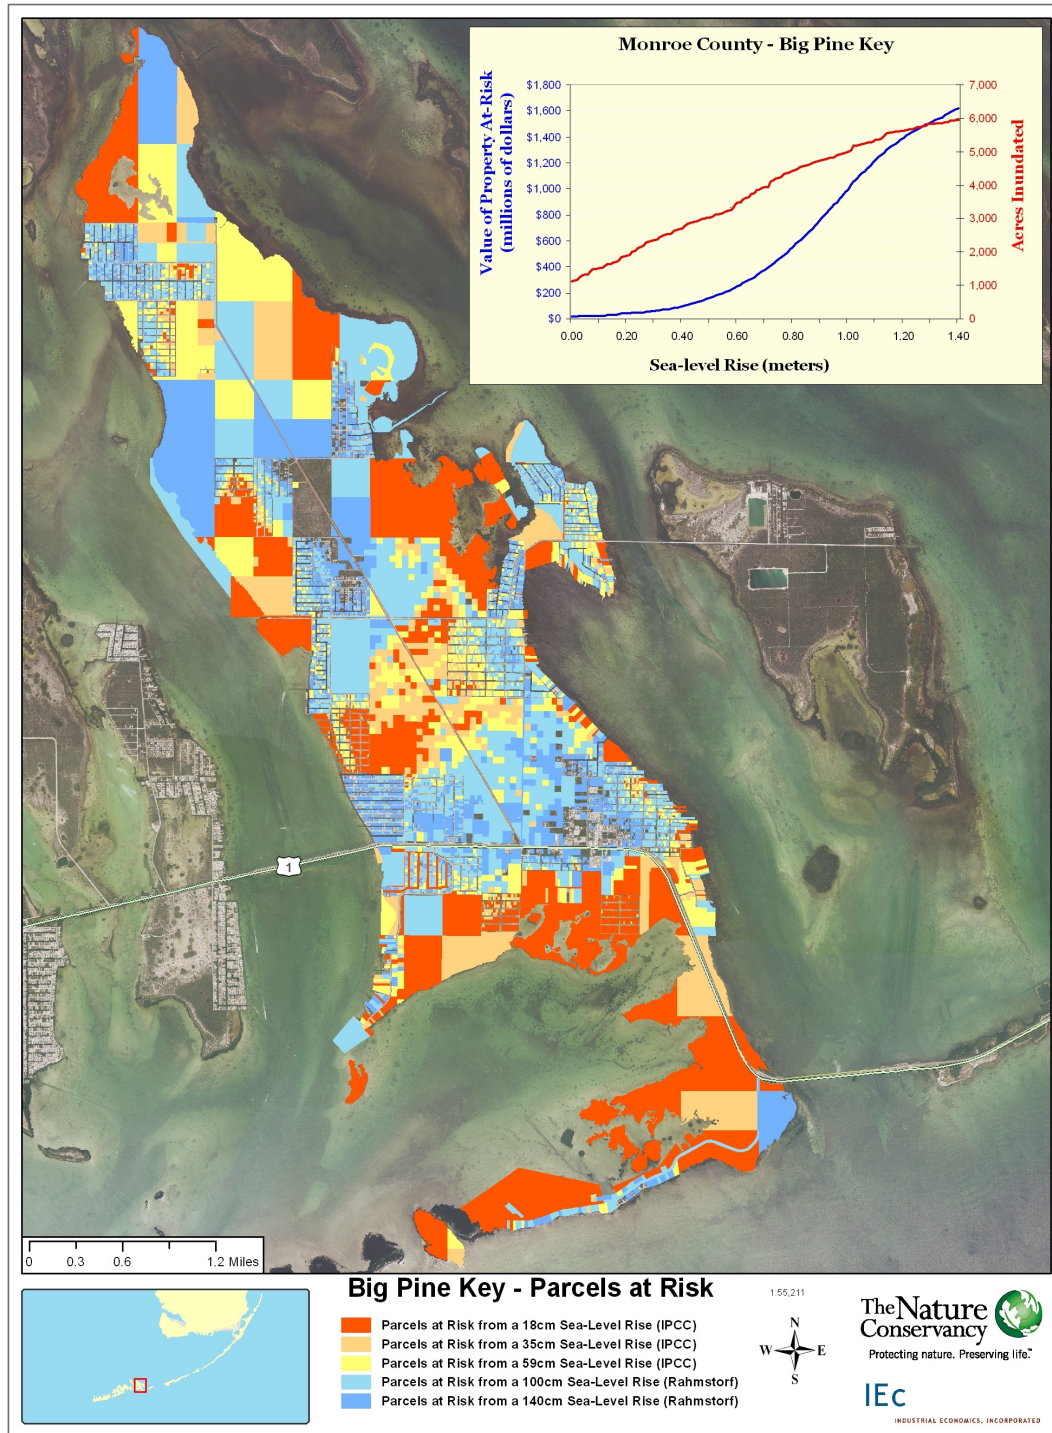 Monroe County - Big Pine Key
Value of Property At-Risk
(millions of dollars)
$1,800
$1,600
$1,400
$1,200
$1,000
$800
$600
$400
$200
$0
7,000
6,000
5,000
4,000
3,000
2,000
1,000
0
Acres Inundated
0.00 0.20 0.40 0.60 0.80 1.00 1.20 1.40
Sea-level Rise (meters)
1
0 0.3 0.6 1.2 Miles
Big Pine Key - Parcels at Risk
Parcels at Risk from a 18cm Sea-Level Rise (IPCC)
Parcels at Risk from a 35cm Sea-Level Rise (IPCC)
Parcels at Risk from a 59cm Sea-Level Rise (IPCC)
Parcels at Risk from a 100cm Sea-Level Rise (Rahmstorf)
Parcels at Risk from a 140cm Sea-Level Rise (Rahmstorf)
1:55,211
N
W E
S
The Nature
Conservancy
Protecting nature. Preserving life.™
IEc
INDUSTRIAL ECONOMICS, INCORPORATED